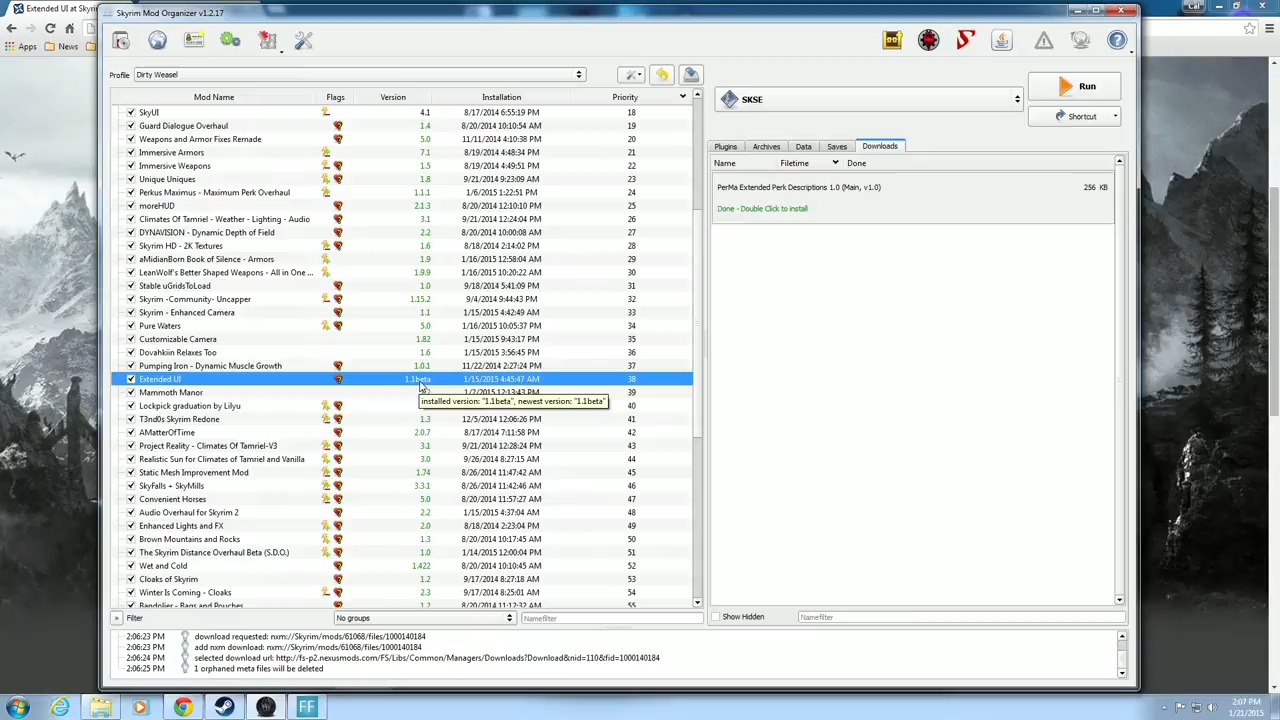 Extended UI at Skyrim
Skyrim Mod Organizer v1.2.17
Cal
Apps News
Profile Dirty Weasel
SKSE
Run
Shortcut
Mod Name Flags Version Installation Priority
SkyUI 4.1 8/17/2014 6:55:19 PM 18
Guard Dialogue Overhaul 1.4 8/20/2014 10:10:54 AM 19
Weapons and Armor Fixes Remade 5.0 11/11/2014 4:10:38 PM 20
Immersive Armors 7.1 8/19/2014 4:48:34 PM 21
Immersive Weapons 1.5 8/19/2014 4:49:51 PM 22
Unique Uniques 1.8 9/21/2014 9:23:09 AM 23
Perkus Maximus - Maximum Perk Overhaul 1.1.1 1/6/2015 1:22:51 PM 24
moreHUD 2.1.3 8/20/2014 12:10:10 PM 25
Climates Of Tamriel - Weather - Lighting - Audio 3.1 9/21/2014 12:24:04 PM 26
DYNAVISION - Dynamic Depth of Field 2.2 8/20/2014 10:00:08 AM 27
Skyrim HD - 2K Textures 1.6 8/18/2014 2:14:02 PM 28
aMidianBorn Book of Silence - Armors 1.9 1/16/2015 12:58:04 AM 29
LeanWolf's Better Shaped Weapons - All in One ... 1.9.9 1/16/2015 10:20:22 AM 30
Stable uGridsToLoad 1.0 9/18/2014 5:41:09 PM 31
Skyrim -Community- Uncapper 1.15.2 9/4/2014 9:44:43 PM 32
Skyrim - Enhanced Camera 1.1 1/15/2015 4:42:49 AM 33
Pure Waters 5.0 1/16/2015 10:05:37 PM 34
Customizable Camera 1.82 1/15/2015 9:43:17 PM 35
Dovahkiin Relaxes Too 1.6 1/15/2015 3:56:45 PM 36
Pumping Iron - Dynamic Muscle Growth 1.0.1 11/22/2014 2:27:24 PM 37
Extended UI 1.1beta 1/15/2015 4:45:47 AM 38
Mammoth Manor 1/2/2015 12:13:43 PM 39
installed version: "1.1beta", newest version: "1.1beta"
Lockpick graduation by Lilyu 40
T3nd0s Skyrim Redone 1.3 12/5/2014 12:06:26 PM 41
AMatterOfTime 2.0.7 8/17/2014 7:11:58 PM 42
Project Reality - Climates Of Tamriel-V3 3.1 9/21/2014 12:28:24 PM 43
Realistic Sun for Climates of Tamriel and Vanilla 3.0 9/26/2014 8:27:15 AM 44
Static Mesh Improvement Mod 1.74 8/26/2014 11:47:42 AM 45
SkyFalls + SkyMills 3.3.1 8/26/2014 11:42:46 AM 46
Convenient Horses 5.0 8/20/2014 11:57:27 AM 47
Audio Overhaul for Skyrim 2 2.2 1/15/2015 4:37:04 AM 48
Enhanced Lights and FX 2.0 8/18/2014 2:23:04 PM 49
Brown Mountains and Rocks 1.3 8/20/2014 10:17:45 AM 50
The Skyrim Distance Overhaul Beta (S.D.O.) 1.0 1/14/2015 12:00:04 PM 51
Wet and Cold 1.422 8/20/2014 10:10:45 AM 52
Cloaks of Skyrim 1.2 9/17/2014 8:27:18 AM 53
Winter Is Coming - Cloaks 2.3 9/17/2014 8:25:01 AM 54
Bandolier - Bags and Pouches 1.2 8/20/2014 11:12:32 AM 55
Plugins Archives Data Saves Downloads
Name Filetime Done
PerMa Extended Perk Descriptions 1.0 (Main, v1.0) 256 KB
Done - Double Click to install
Filter No groups Namefilter
Show Hidden Namefilter
2:06:23 PM download requested: nxm://Skyrim/mods/61068/files/1000140184
2:06:23 PM add nxm download: nxm://Skyrim/mods/61068/files/1000140184
2:06:24 PM selected download url: http://fs-p2.nexusmods.com/FS/Libs/Common/Managers/Downloads?Download&nid=110&fid=1000140184
2:06:25 PM 1 orphaned meta files will be deleted
FF
2:07 PM
1/21/2015